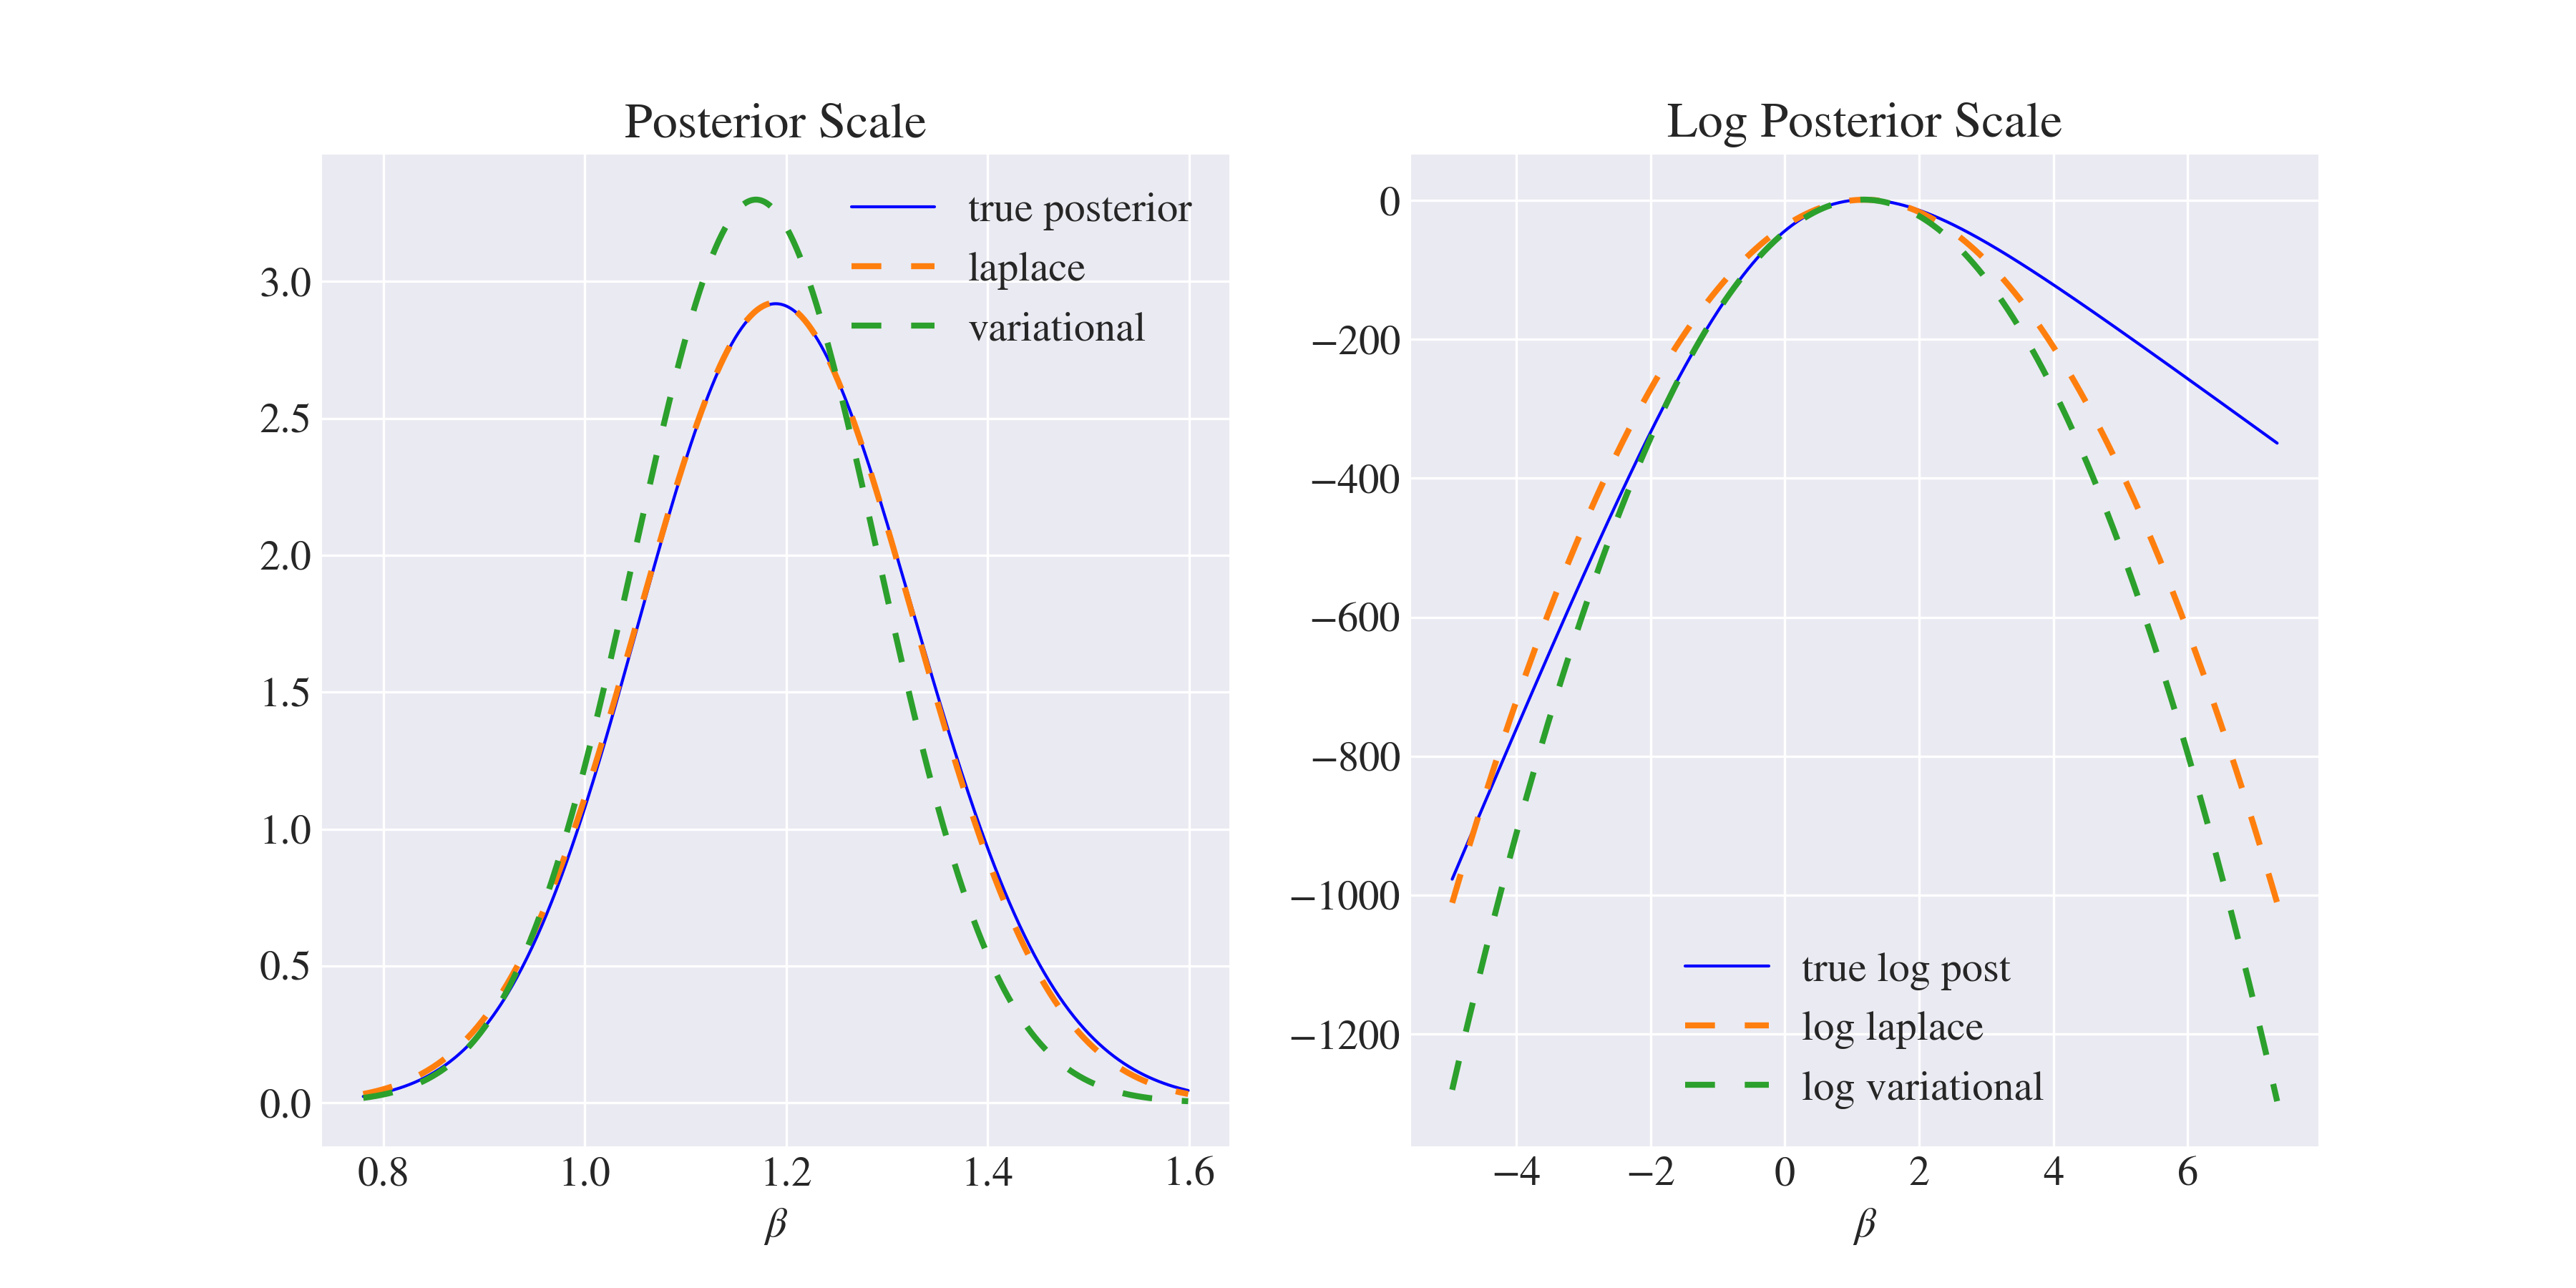 Posterior Scale
3.0
2.5
2.0
1.5
1.0
0.5
0.0
true posterior
laplace
variational
0.8 1.0 1.2 1.4 1.6
β
Log Posterior Scale
0
−200
−400
−600
−800
−1000
−1200
true log post
log laplace
log variational
−4 −2 0 2 4 6
β